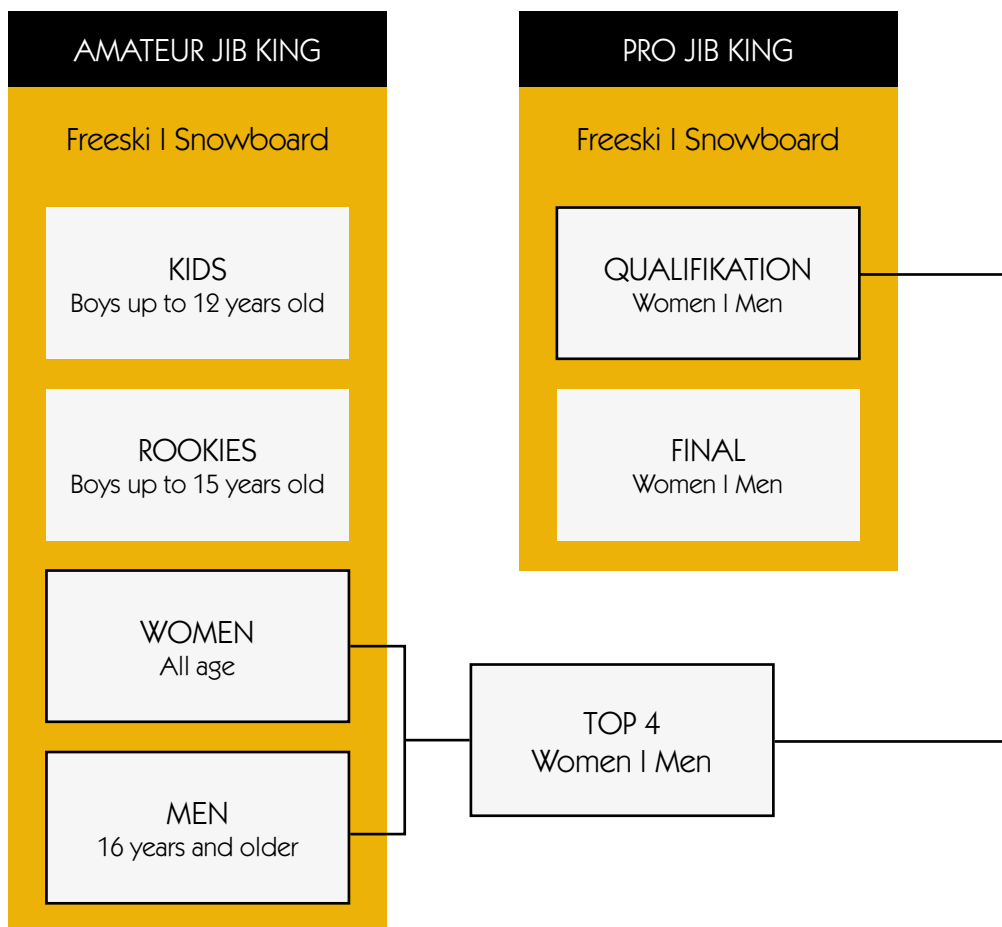 AMATEUR JIB KING
Freeski I Snowboard
KIDS
Boys up to 12 years old
ROOKIES
Boys up to 15 years old
WOMEN
All age
MEN
16 years and older
PRO JIB KING
Freeski I Snowboard
QUALIFIKATION
Women I Men
FINAL
Women I Men
TOP 4
Women I Men